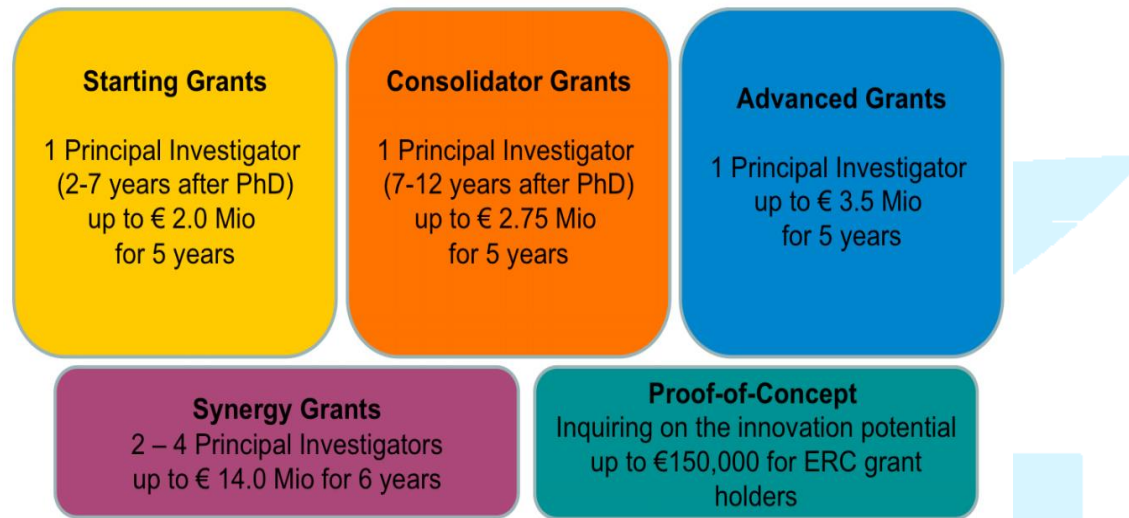 Starting Grants
1 Principal Investigator
(2-7 years after PhD)
up to € 2.0 Mio
for 5 years
Consolidator Grants
1 Principal Investigator
(7-12 years after PhD)
up to € 2.75 Mio
for 5 years
Advanced Grants
1 Principal Investigator
up to € 3.5 Mio
for 5 years
Synergy Grants
2 – 4 Principal Investigators
up to € 14.0 Mio for 6 years
Proof-of-Concept
Inquiring on the innovation potential
up to €150,000 for ERC grant
holders